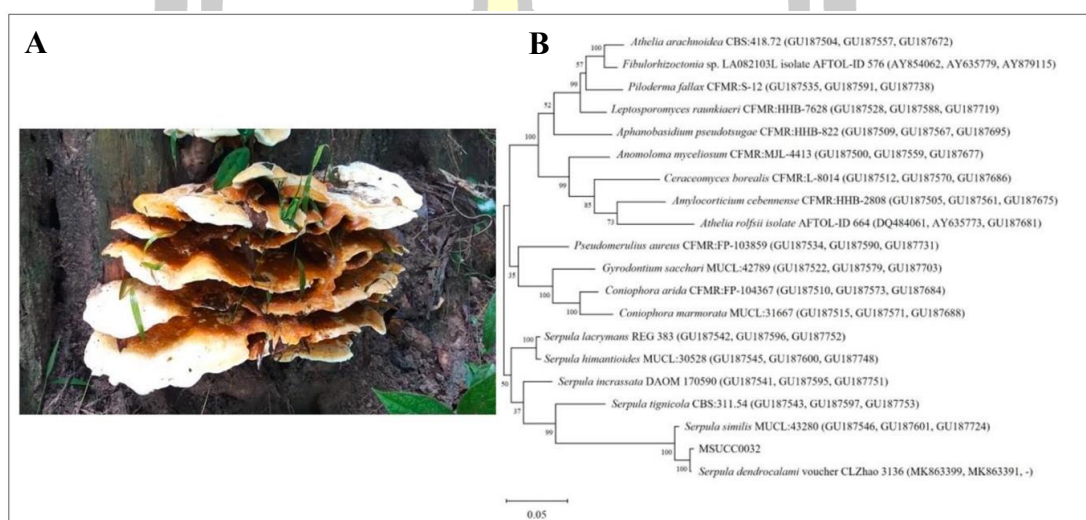 A
B
Athelia arachnoidea CBS:418.72 (GU187504, GU187557, GU187672)
100
57
Fibulorhizoctonia sp. LA082103L isolate AFTOL-ID 576 (AY854062, AY635779, AY879115)
99
Piloderma fallax CFMR:S-12 (GU187535, GU187591, GU187738)
52
Leptosporomyces raunkiaeri CFMR:HHB-7628 (GU187528, GU187588, GU187719)
100
Aphanobasidium pseudotsugae CFMR:HHB-822 (GU187509, GU187567, GU187695)
Anomoloma myceliosum CFMR:MJL-4413 (GU187500, GU187559, GU187677)
99
Ceraceomyces borealis CFMR:L-8014 (GU187512, GU187570, GU187686)
85
Amylocorticium cebennense CFMR:HHB-2808 (GU187505, GU187561, GU187675)
73
Athelia rolfsii isolate AFTOL-ID 664 (DQ484061, AY635773, GU187681)
Pseudomerulius aureus CFMR:FP-103859 (GU187534, GU187590, GU187731)
35
Gyrodontium sacchari MUCL:42789 (GU187522, GU187579, GU187703)
100
Coniophora arida CFMR:FP-104367 (GU187510, GU187573, GU187684)
100
Coniophora marmorata MUCL:31667 (GU187515, GU187571, GU187688)
Serpula lacrymans REG 383 (GU187542, GU187596, GU187752)
100
Serpula himantioides MUCL:30528 (GU187545, GU187600, GU187748)
50
Serpula incrassata DAOM 170590 (GU187541, GU187595, GU187751)
37
Serpula tignicola CBS:311.54 (GU187543, GU187597, GU187753)
99
Serpula similis MUCL:43280 (GU187546, GU187601, GU187724)
100
MSUCC0032
100
Serpula dendrocalami voucher CLZhao 3136 (MK863399, MK863391, -)
0.05